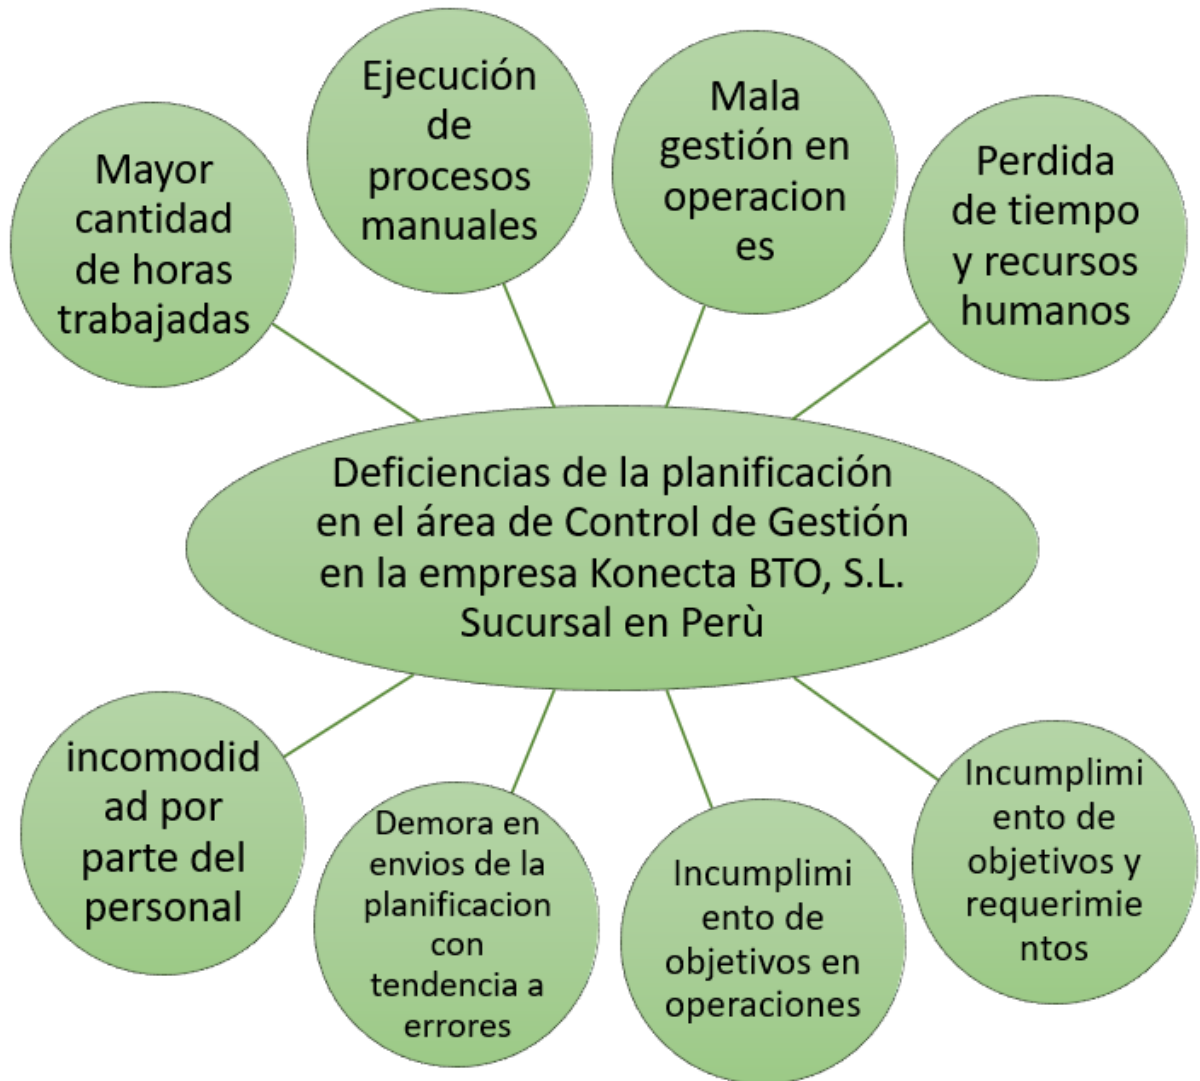 Mayor
cantidad
de horas
trabajadas
Ejecución
de
procesos
manuales
Mala
gestión en
operacion
es
Perdida
de tiempo
y recursos
humanos
Deficiencias de la planificación
en el área de Control de Gestión
en la empresa Konecta BTO, S.L.
Sucursal en Perù
incomodid
ad por
parte del
personal
Demora en
envios de la
planificacion
con
tendencia a
errores
Incumplimi
ento de
objetivos en
operaciones
Incumplimi
ento de
objetivos y
requerimie
ntos